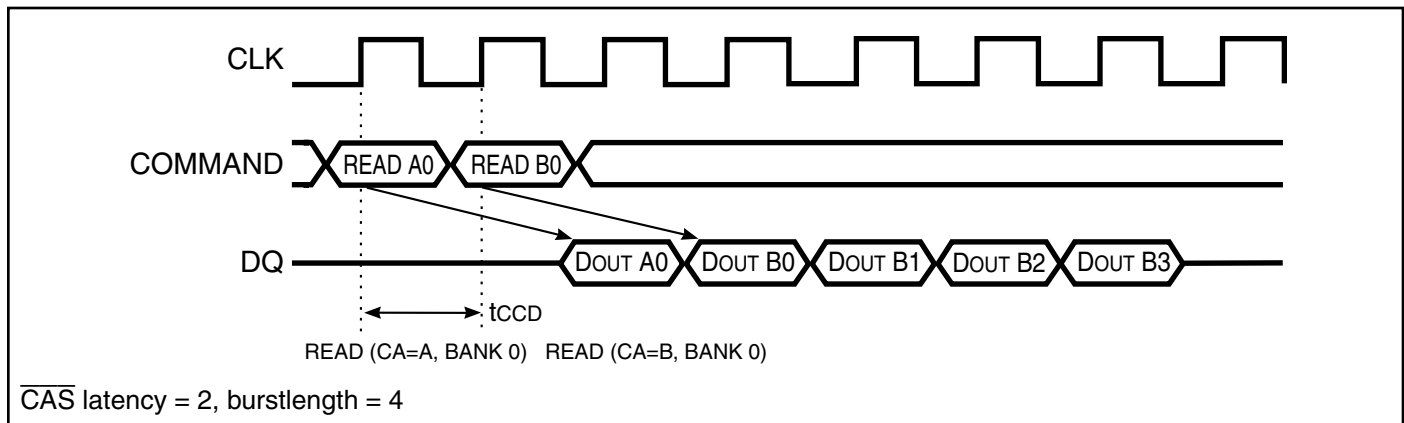 CLK
COMMAND READ A0 READ B0
DQ DOUT A0 DOUT B0 DOUT B1 DOUT B2 DOUT B3
tCCD
READ (CA=A, BANK 0) READ (CA=B, BANK 0)
CAS latency = 2, burstlength = 4